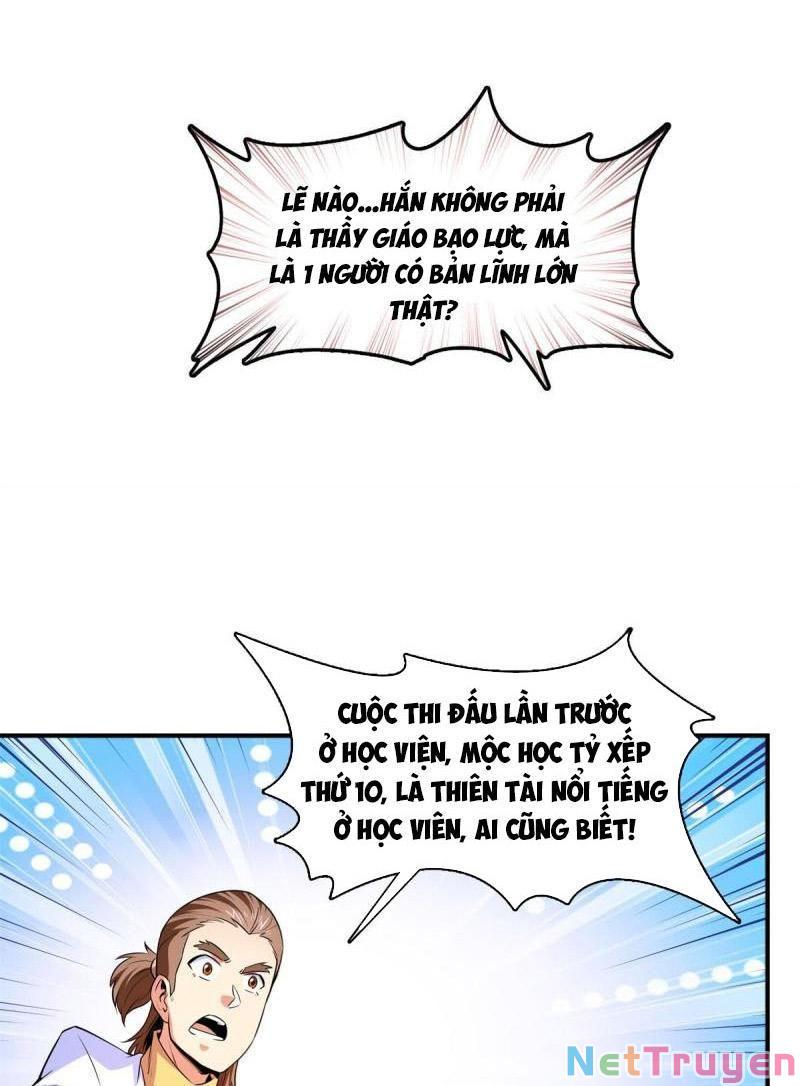 LẼ NÀO...HẮN KHÔNG PHẢI
LÀ THẦY GIÁO BẠO LỰC, MÀ
LÀ 1 NGƯỜI CÓ BẢN LĨNH LỚN
THẬT?
CUỘC THI ĐẤU LẦN TRƯỚC
Ở HỌC VIỆN, MỘC HỌC TỶ XẾP
THỨ 10, LÀ THIÊN TÀI NỔI TIẾNG
Ở HỌC VIÊN, AI CŨNG BIẾT!
NetTruyen